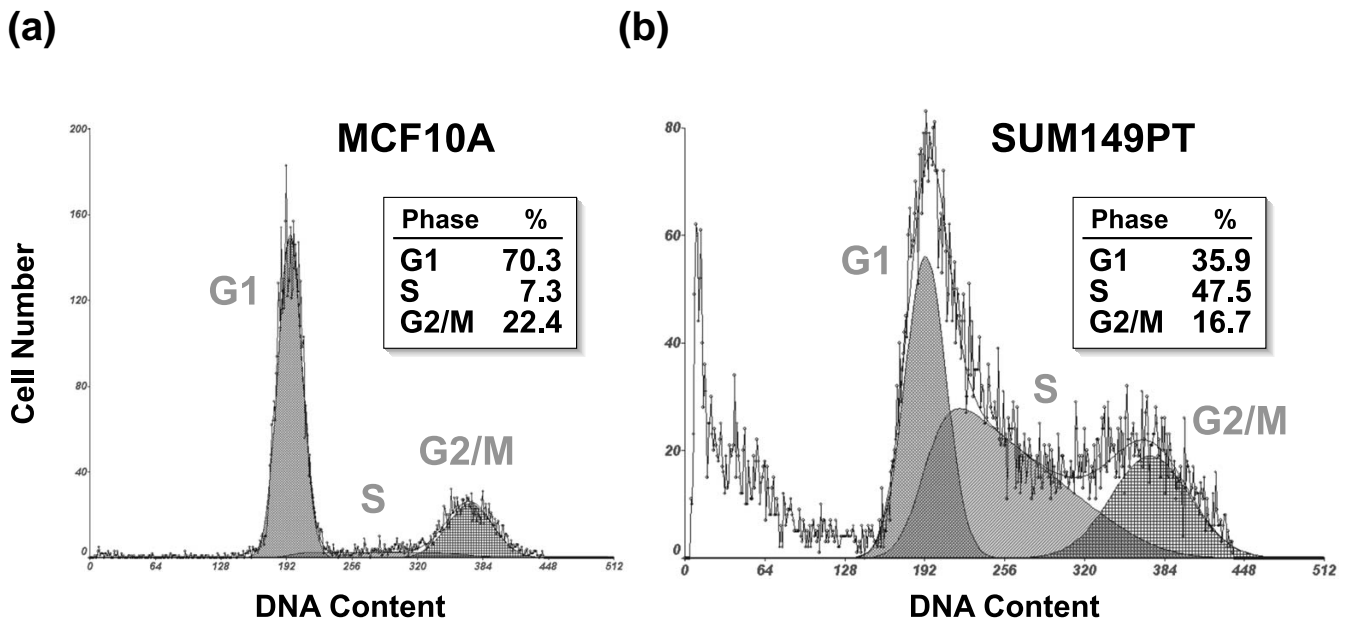 (a)
MCF10A
Cell Number
200
160
120
80
40
0
G1
S
G2/M
Phase %
G1 70.3
S 7.3
G2/M 22.4
0 64 128 192 256 320 384 448 512
DNA Content
(b)
SUM149PT
80
60
40
20
0
G1
S
G2/M
Phase %
G1 35.9
S 47.5
G2/M 16.7
0 64 128 192 256 320 384 448 512
DNA Content